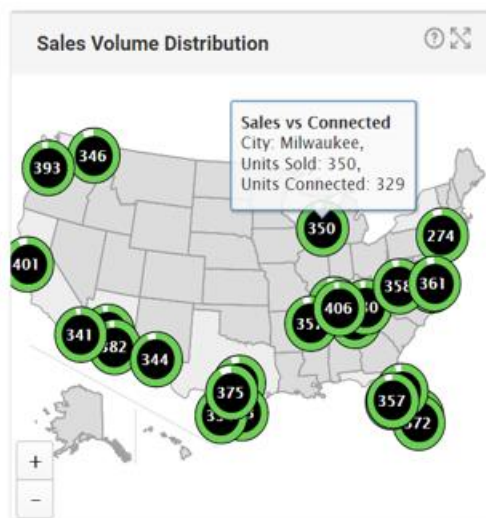 Sales Volume Distribution
Sales vs Connected
City: Milwaukee,
Units Sold: 350,
Units Connected: 329
346
393
350
274
401
361
358
406
341
344
375
357
+
−